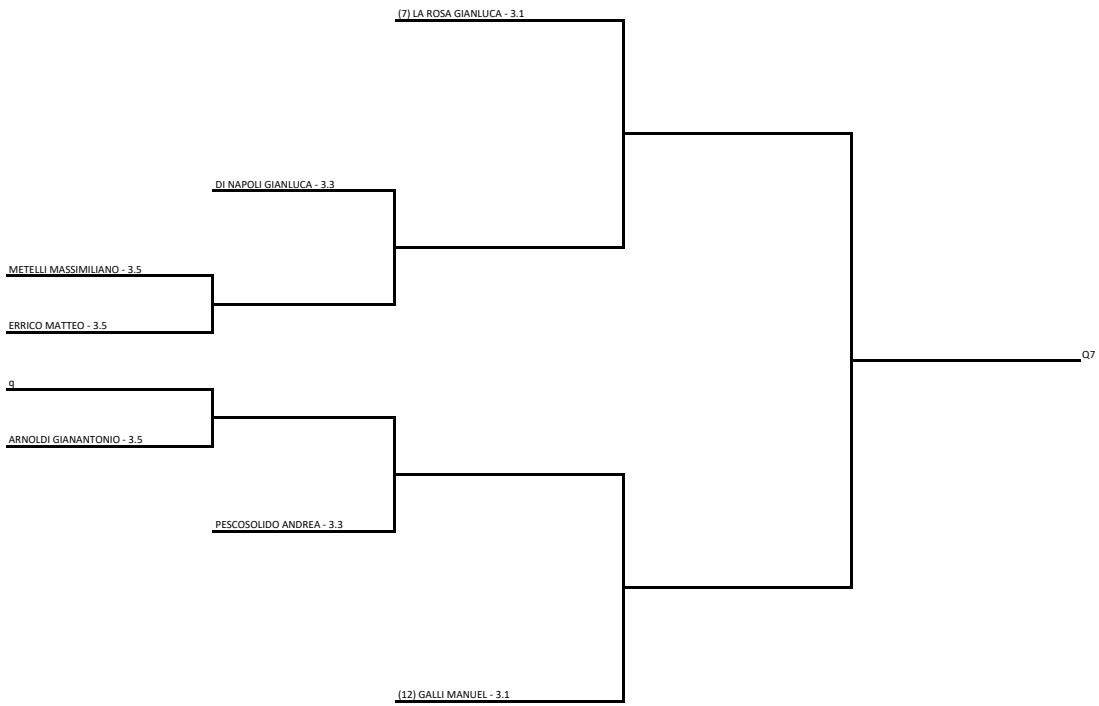 (7) LA ROSA GIANLUCA - 3.1
DI NAPOLI GIANLUCA - 3.3
METELLI MASSIMILIANO - 3.5
ERRICO MATTEO - 3.5
Q7
q
ARNOLDI GIANANTONIO - 3.5
PESCOSOLIDO ANDREA - 3.3
(12) GALLI MANUEL - 3.1